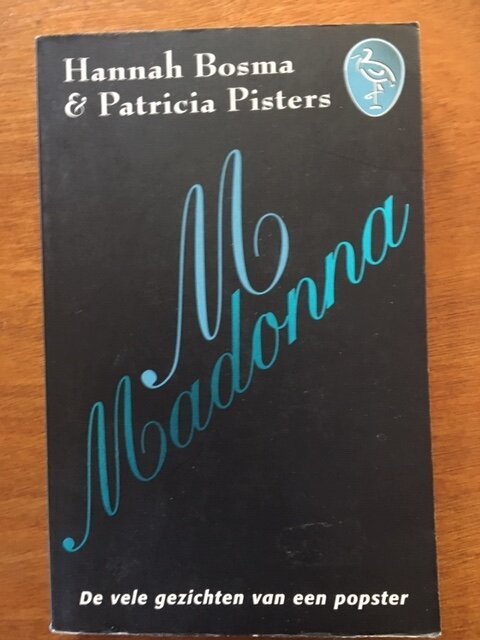 Hannah Bosma
& Patricia Pisters
M
Madonna
De vele gezichten van een popster